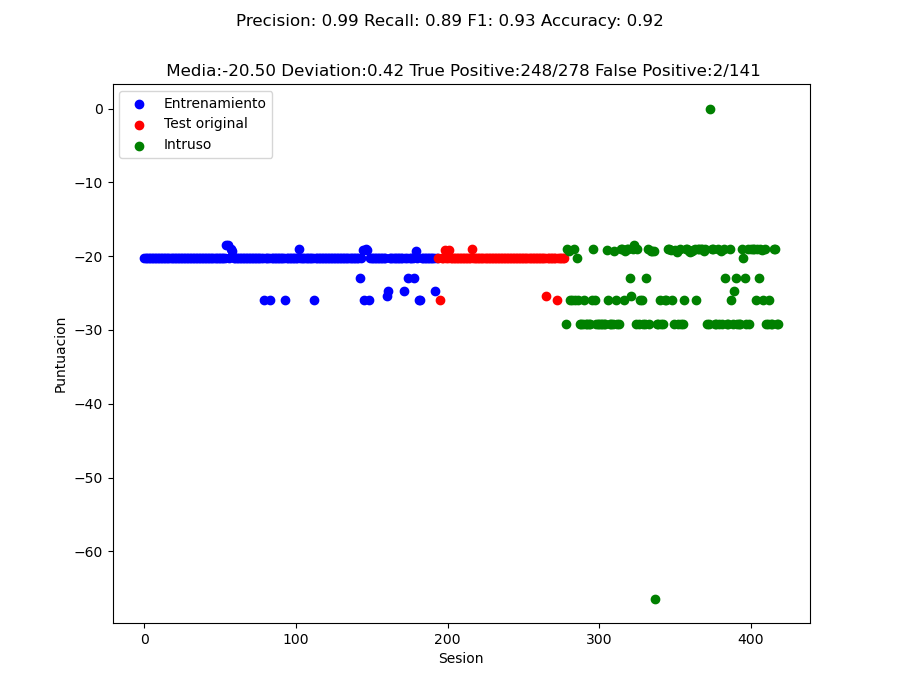 Precision: 0.99 Recall: 0.89 F1: 0.93 Accuracy: 0.92
Media:-20.50 Deviation:0.42 True Positive:248/278 False Positive:2/141
Entrenamiento
Test original
Intruso
0
−10
−20
−30
−40
−50
−60
Puntuacion
0
100
200
300
400
Sesion